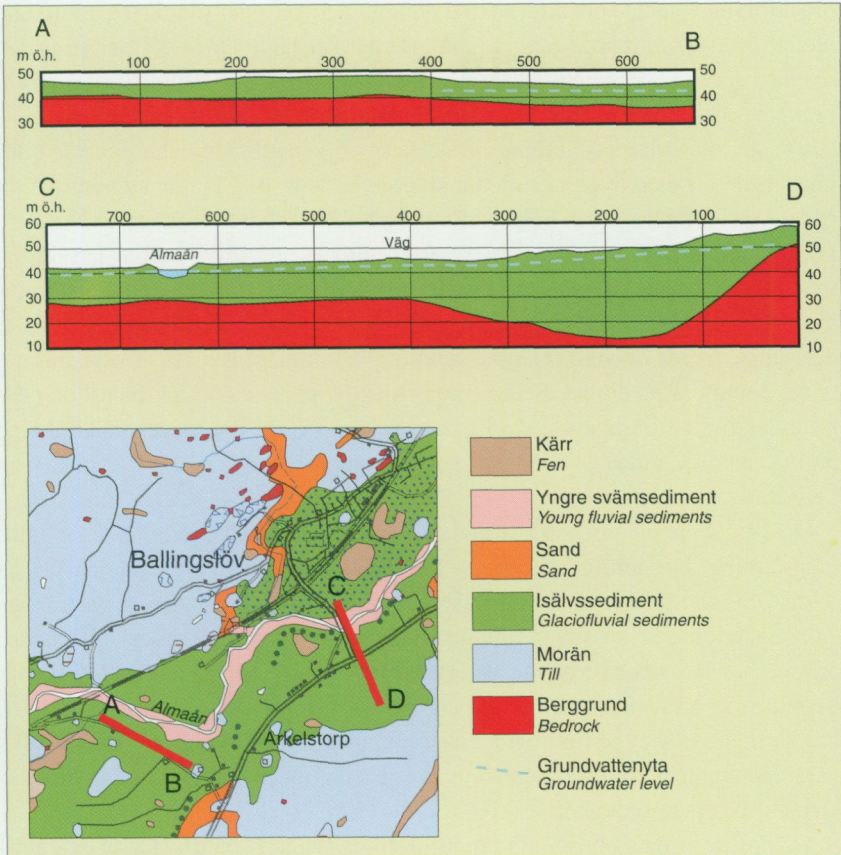 A
B
m ö.h.
100 200 300 400 500 600
50 50
40 40
30 30
C
D
m ö.h.
700 600 500 400 300 200 100
60 60
Almaån
Väg
50 50
40 40
30 30
20 20
10 10
Ballingslöv
C
D
A
Almaån
B
Arkelstorp
Kärr
Fen
Yngre svämsediment
Young fluvial sediments
Sand
Sand
Isälvssediment
Glaciofluvial sediments
Morän
Till
Berggrund
Bedrock
Grundvattenyta
Groundwater level